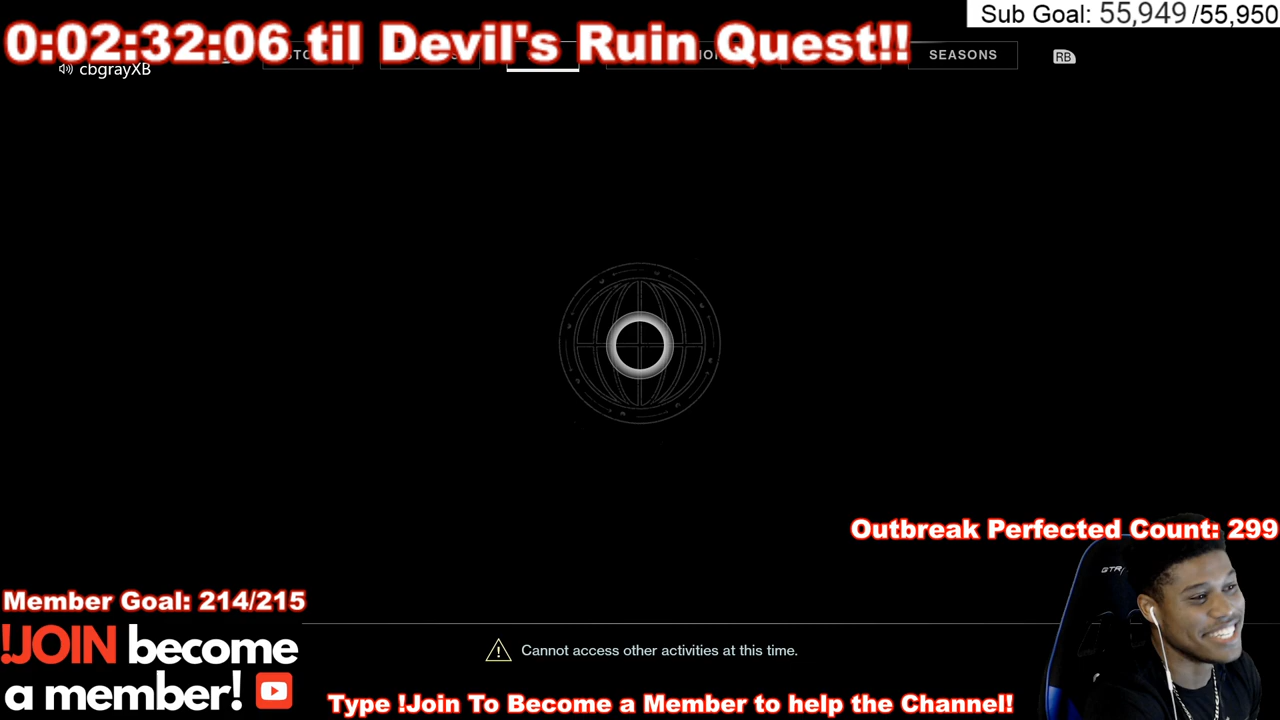 Sub Goal: 55,949 /55,950
0:02:32:06 til Devil's Ruin Quest!!
SEASONS
RB
cbgrayXB
Outbreak Perfected Count: 299
Member Goal: 214/215
!JOIN become
a member!
Cannot access other activities at this time.
Type !Join To Become a Member to help the Channel!